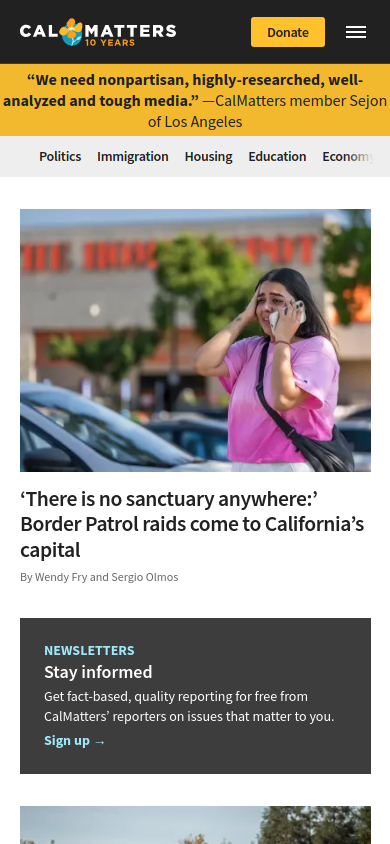 CALMATTERS
10 YEARS
Donate
“We need nonpartisan, highly-researched, well-
analyzed and tough media.” —CalMatters member Sejon
of Los Angeles
Politics Immigration Housing Education Economy
THE HOME DEPOT
‘There is no sanctuary anywhere:’
Border Patrol raids come to California’s
capital
By Wendy Fry and Sergio Olmos
NEWSLETTERS
Stay informed
Get fact-based, quality reporting for free from
CalMatters’ reporters on issues that matter to you.
Sign up →